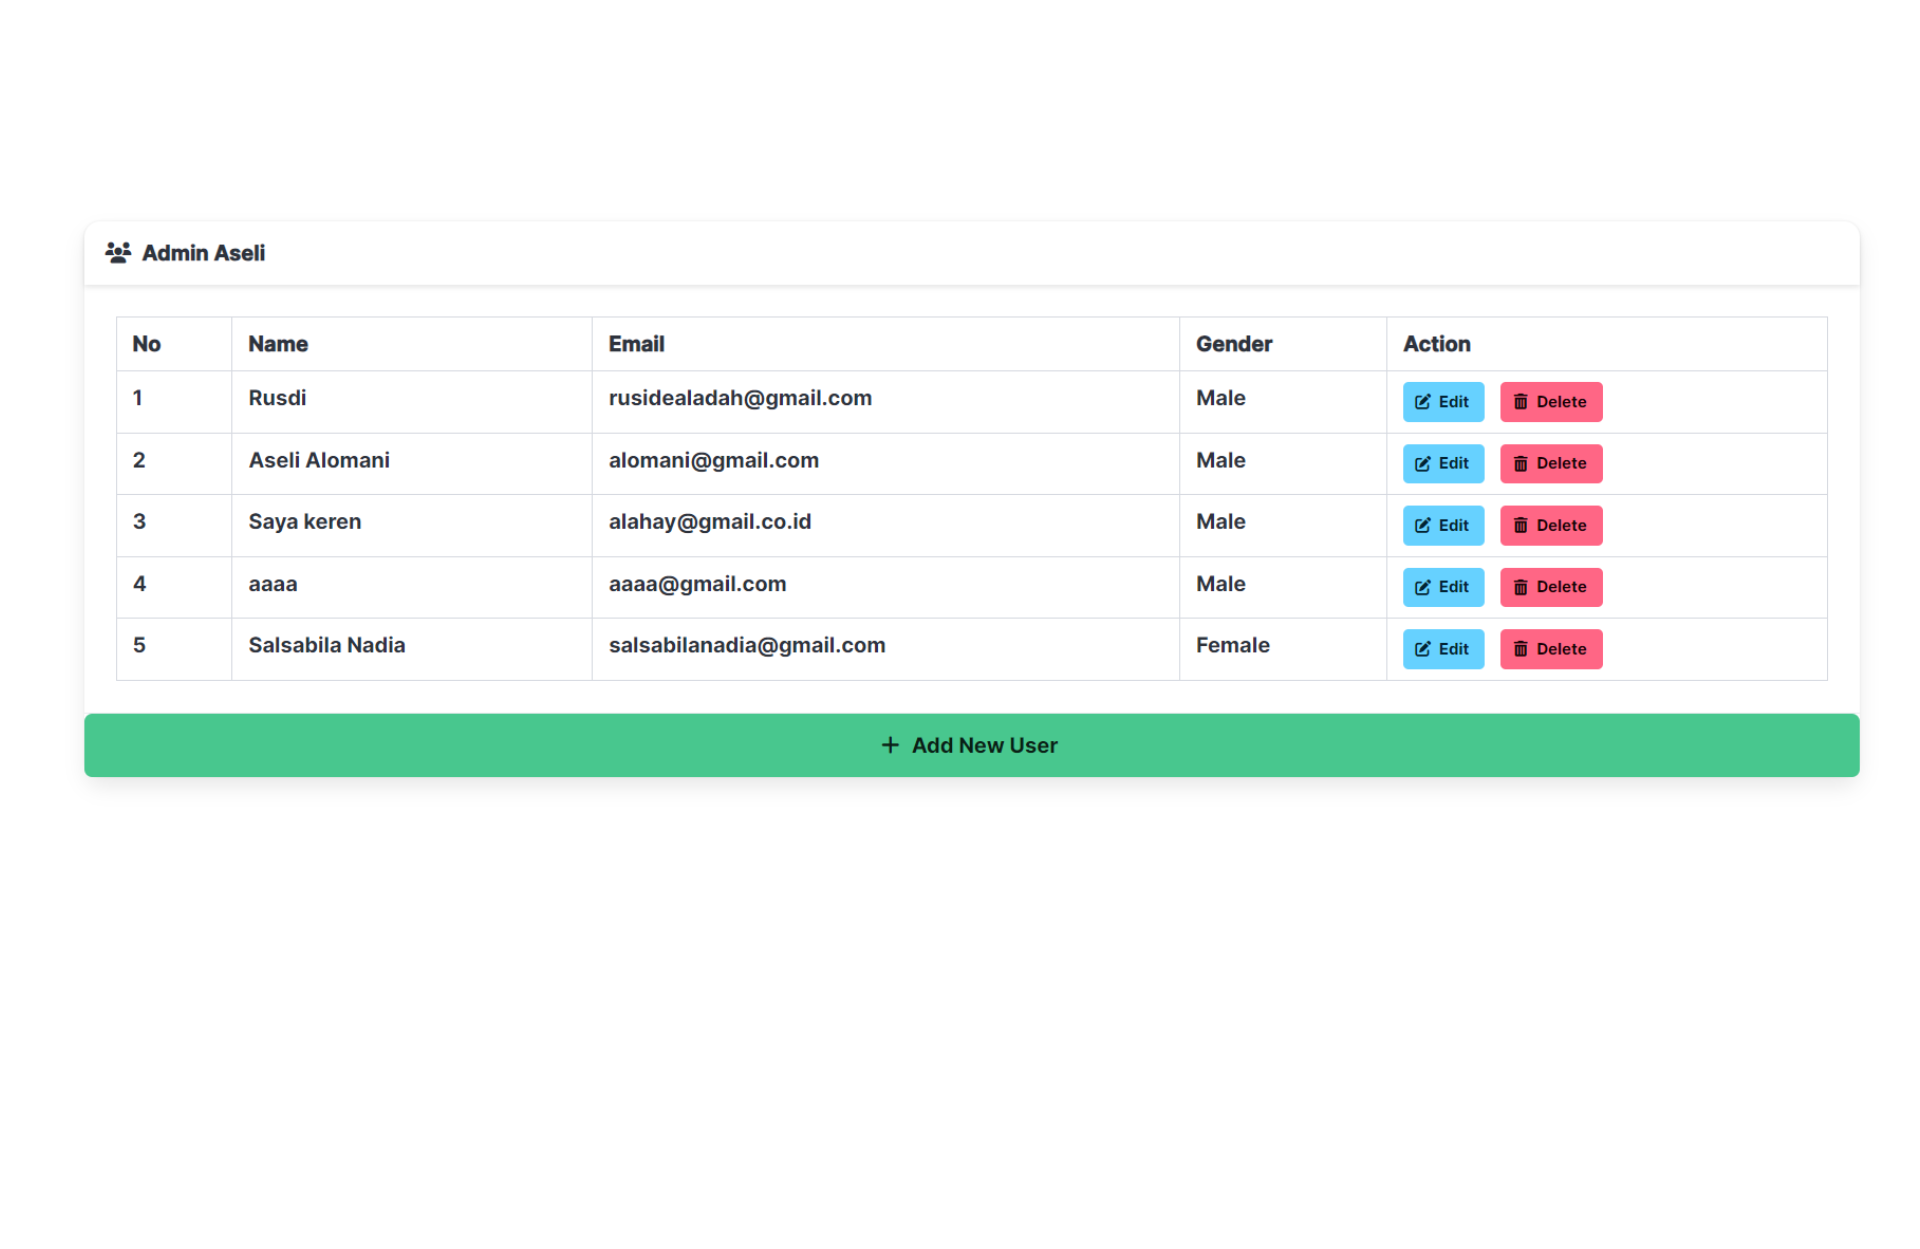 Admin Aseli
No Name Email Gender Action
1 Rusdi rusidealadah@gmail.com Male Edit Delete
2 Aseli Alomani alomani@gmail.com Male Edit Delete
3 Saya keren alahay@gmail.co.id Male Edit Delete
4 aaaa aaaa@gmail.com Male Edit Delete
5 Salsabila Nadia salsabilanadia@gmail.com Female Edit Delete
+ Add New User